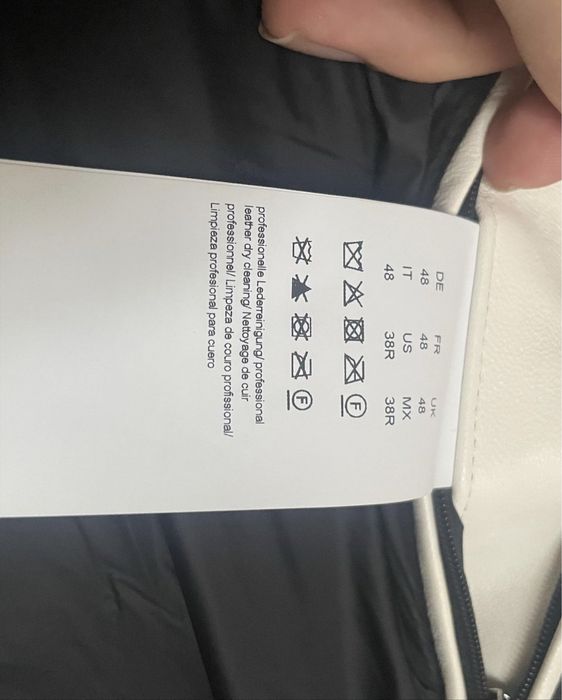 DE FR UK
48 48 48
IT US MX
48 38R 38R
F
F
professionelle Lederreinigung/ professional
leather dry cleaning/ Nettoyage de cuir
professionnel/ Limpeza de couro profissional/
Limpieza profesional para cuero